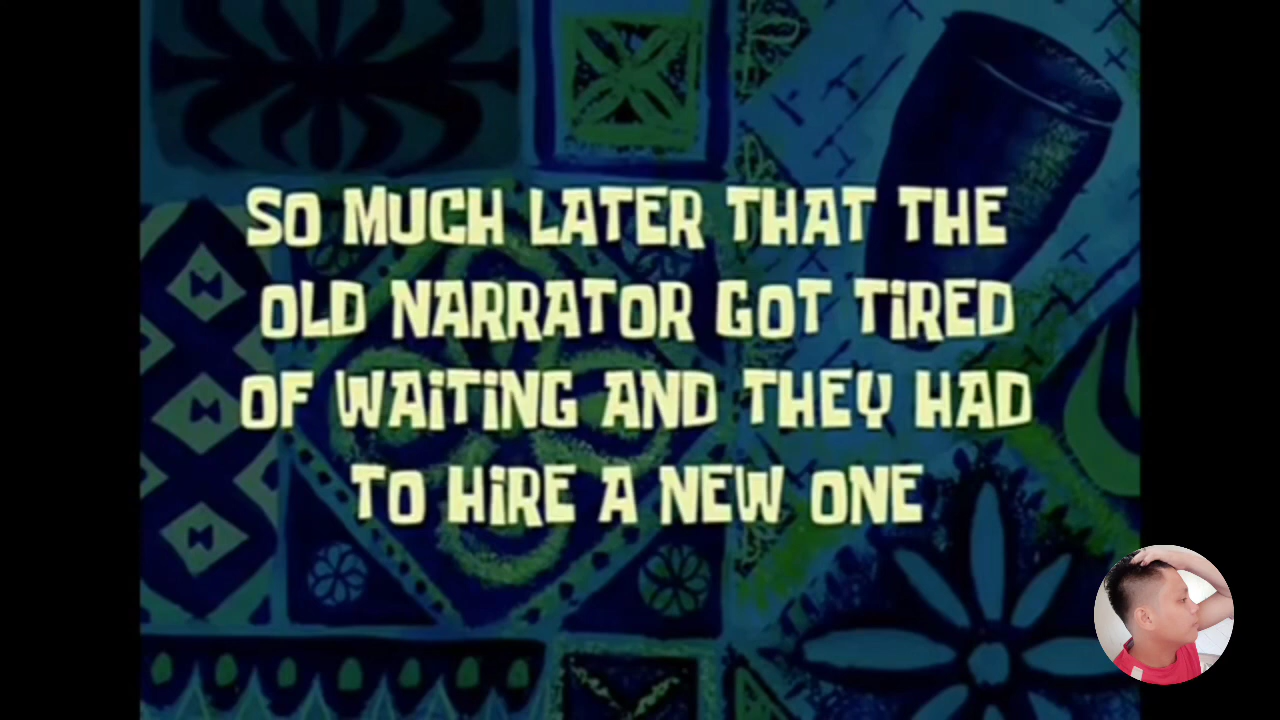 SO MUCH LATER THAT THE
OLD NARRATOR GOT TIRED
OF WAITING AND THEY HAD
TO HIRE A NEW ONE